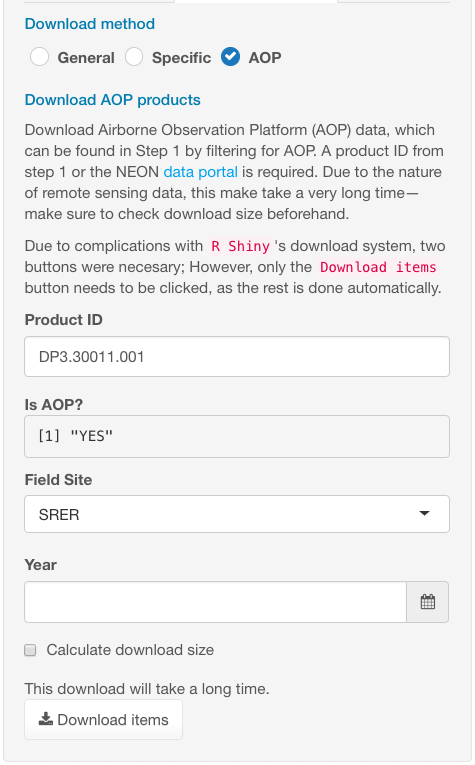 Download method
General Specific AOP
Download AOP products
Download Airborne Observation Platform (AOP) data, which
can be found in Step 1 by filtering for AOP. A product ID from
step 1 or the NEON data portal is required. Due to the nature
of remote sensing data, this make take a very long time—
make sure to check download size beforehand.
Due to complications with R Shiny's download system, two
buttons were necesary; However, only the Download items
button needs to be clicked, as the rest is done automatically.
Product ID
DP3.30011.001
Is AOP?
[1] "YES"
Field Site
SRER
Year
Calculate download size
This download will take a long time.
Download items